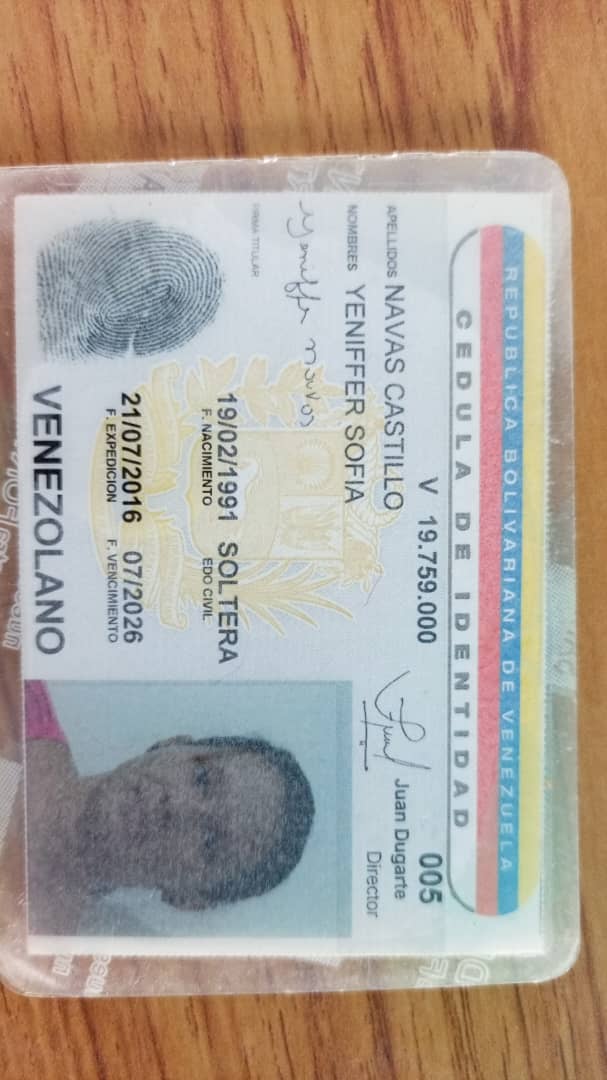 REPUBLICA BOLIVARIANA DE VENEZUELA
CEDULA DE IDENTIDAD
V 19.759.000
005
APELLIDOS NAVAS CASTILLO
Juan Dugarte
Director
NOMBRES YENIFFER SOFIA
Yeniffer Navas
FIRMA TITULAR
19/02/1991 SOLTERA
F. NACIMIENTO EDO CIVIL
21/07/2016 07/2026
F. EXPEDICION F. VENCIMIENTO
VENEZOLANO